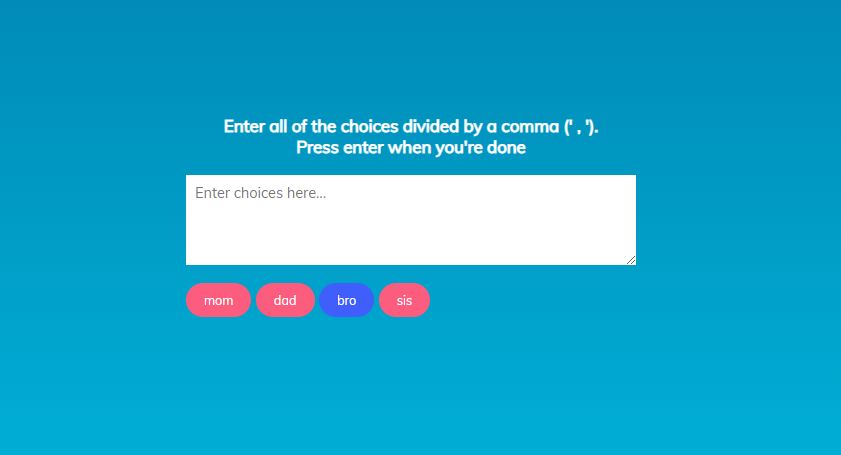 Enter all of the choices divided by a comma (' , ').
Press enter when you're done
Enter choices here...
mom dad bro sis